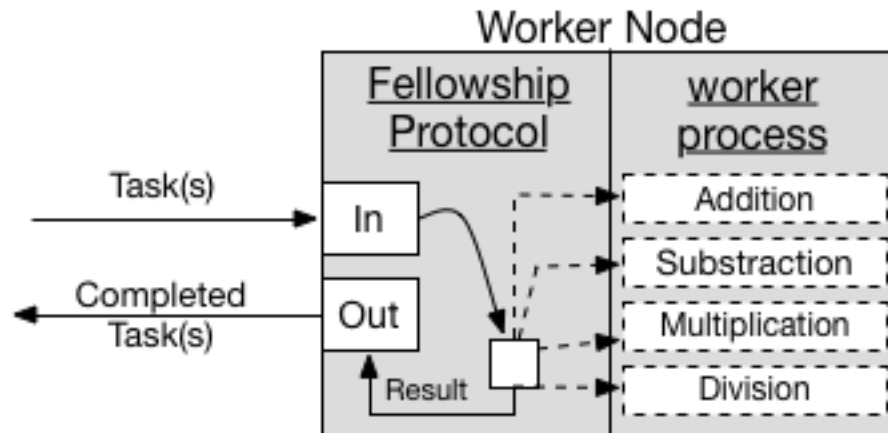 Worker Node
Fellowship
Protocol
worker
process
Task(s)
In
Addition
Substraction
Completed
Task(s)
Out
Multiplication
Result
Division